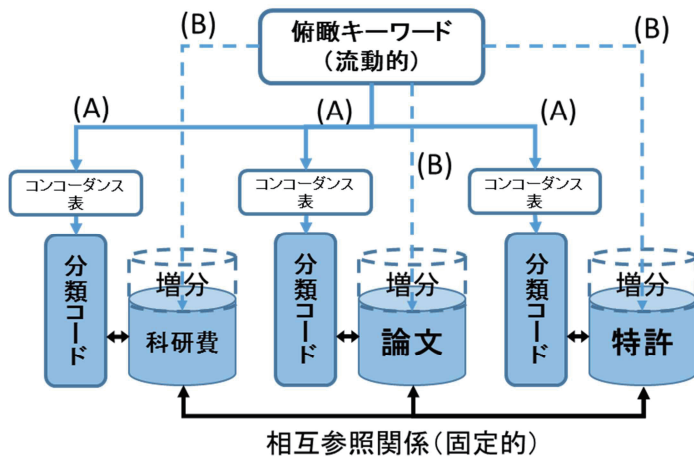 俯瞰キーワード
(流動的)
(B)
(B)
(A)
(A)
(A)
(B)
コンコーダンス
表
コンコーダンス
表
コンコーダンス
表
分類コード
増分
科研費
分類コード
増分
論文
分類コード
増分
特許
相互参照関係(固定的)